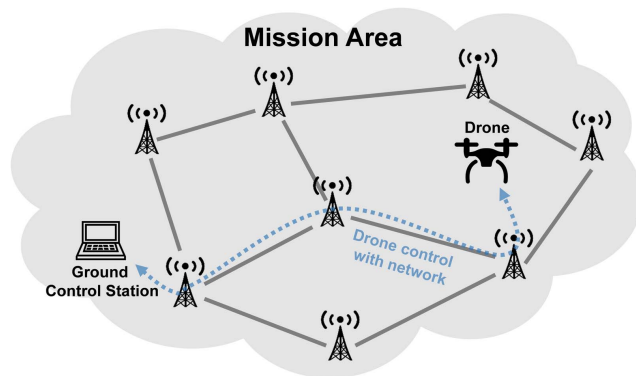 Mission Area
Drone
Drone control
with network
Ground
Control Station